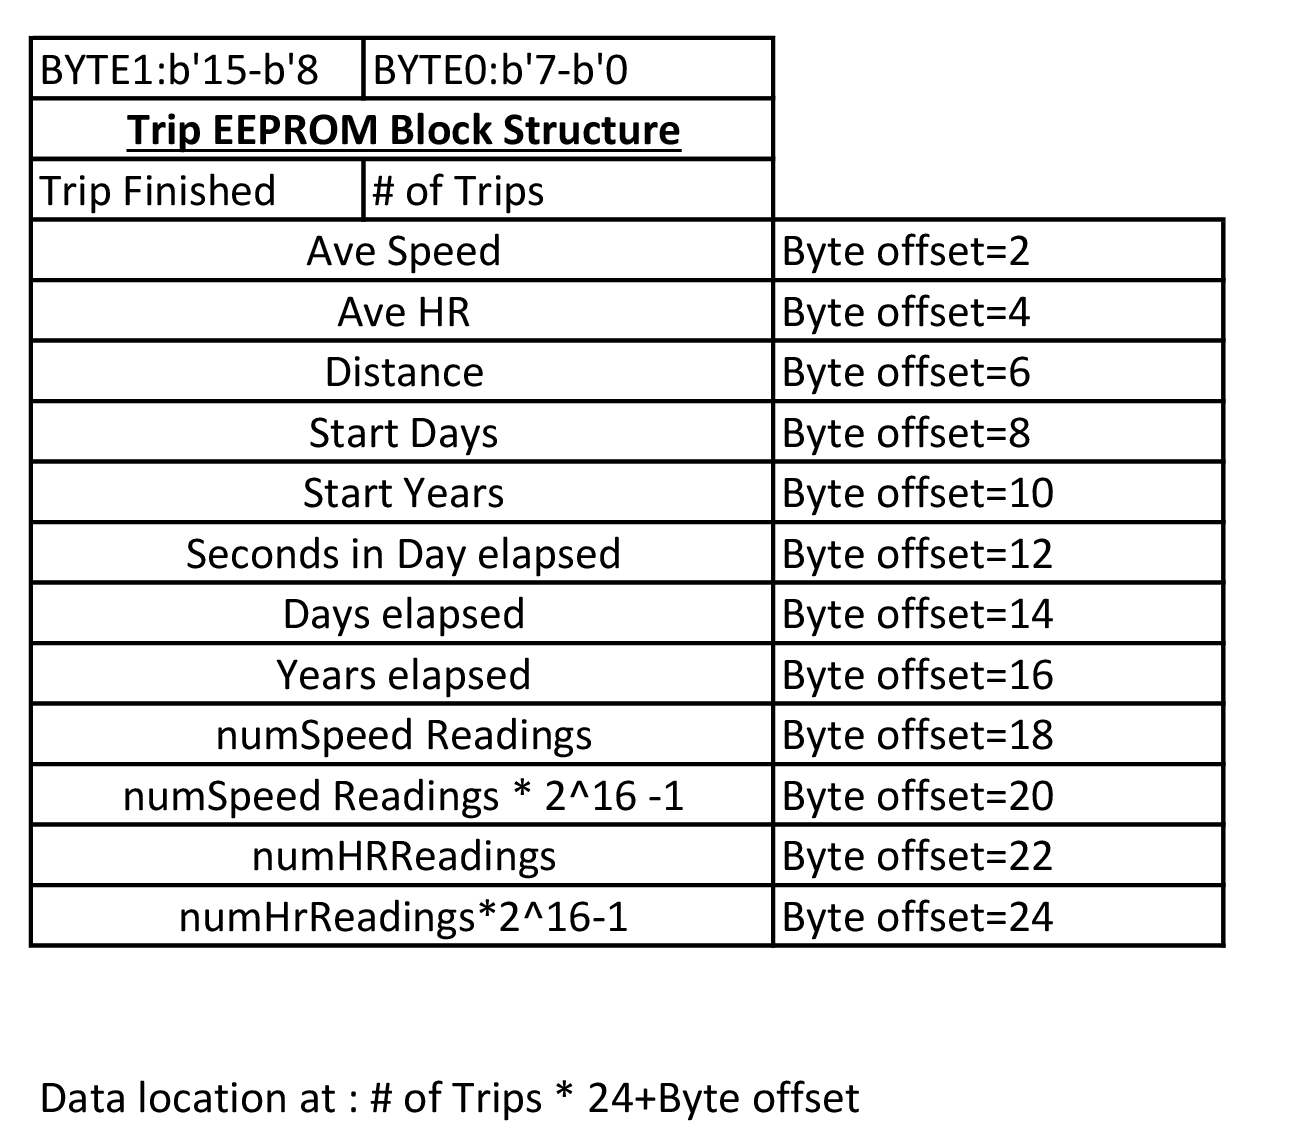 BYTE1:b'15-b'8 BYTE0:b'7-b'0
Trip EEPROM Block Structure
Trip Finished # of Trips
Ave Speed Byte offset=2
Ave HR Byte offset=4
Distance Byte offset=6
Start Days Byte offset=8
Start Years Byte offset=10
Seconds in Day elapsed Byte offset=12
Days elapsed Byte offset=14
Years elapsed Byte offset=16
numSpeed Readings Byte offset=18
numSpeed Readings * 2^16 -1 Byte offset=20
numHRReadings Byte offset=22
numHrReadings*2^16-1 Byte offset=24
Data location at : # of Trips * 24+Byte offset